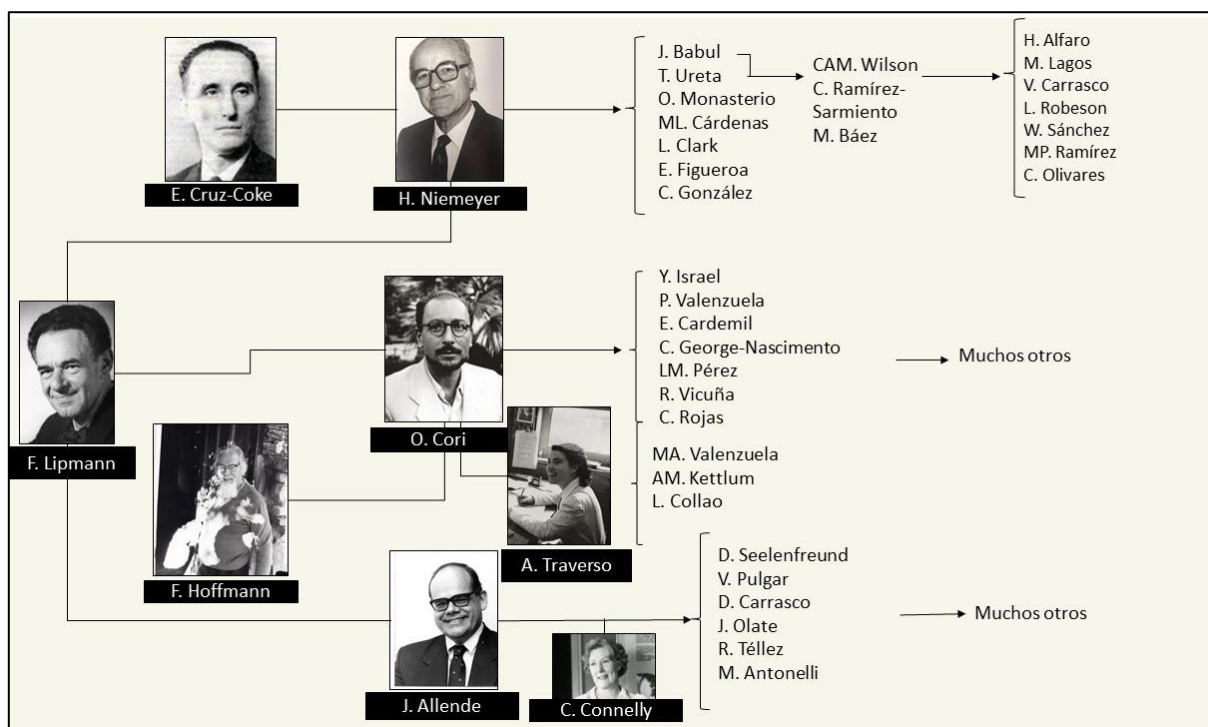 E. Cruz-Coke
H. Niemeyer
J. Babul
T. Ureta
O. Monasterio
ML. Cárdenas
L. Clark
E. Figueroa
C. González
CAM. Wilson
C. Ramírez-
Sarmiento
M. Báez
H. Alfaro
M. Lagos
V. Carrasco
L. Robeson
W. Sánchez
MP. Ramírez
C. Olivares
F. Lipmann
O. Cori
Y. Israel
P. Valenzuela
E. Cardemil
C. George-Nascimento
LM. Pérez
R. Vicuña
C. Rojas
Muchos otros
F. Hoffmann
A. Traverso
MA. Valenzuela
AM. Kettlum
L. Collao
J. Allende
C. Connelly
D. Seelenfreund
V. Pulgar
D. Carrasco
J. Olate
R. Téllez
M. Antonelli
Muchos otros